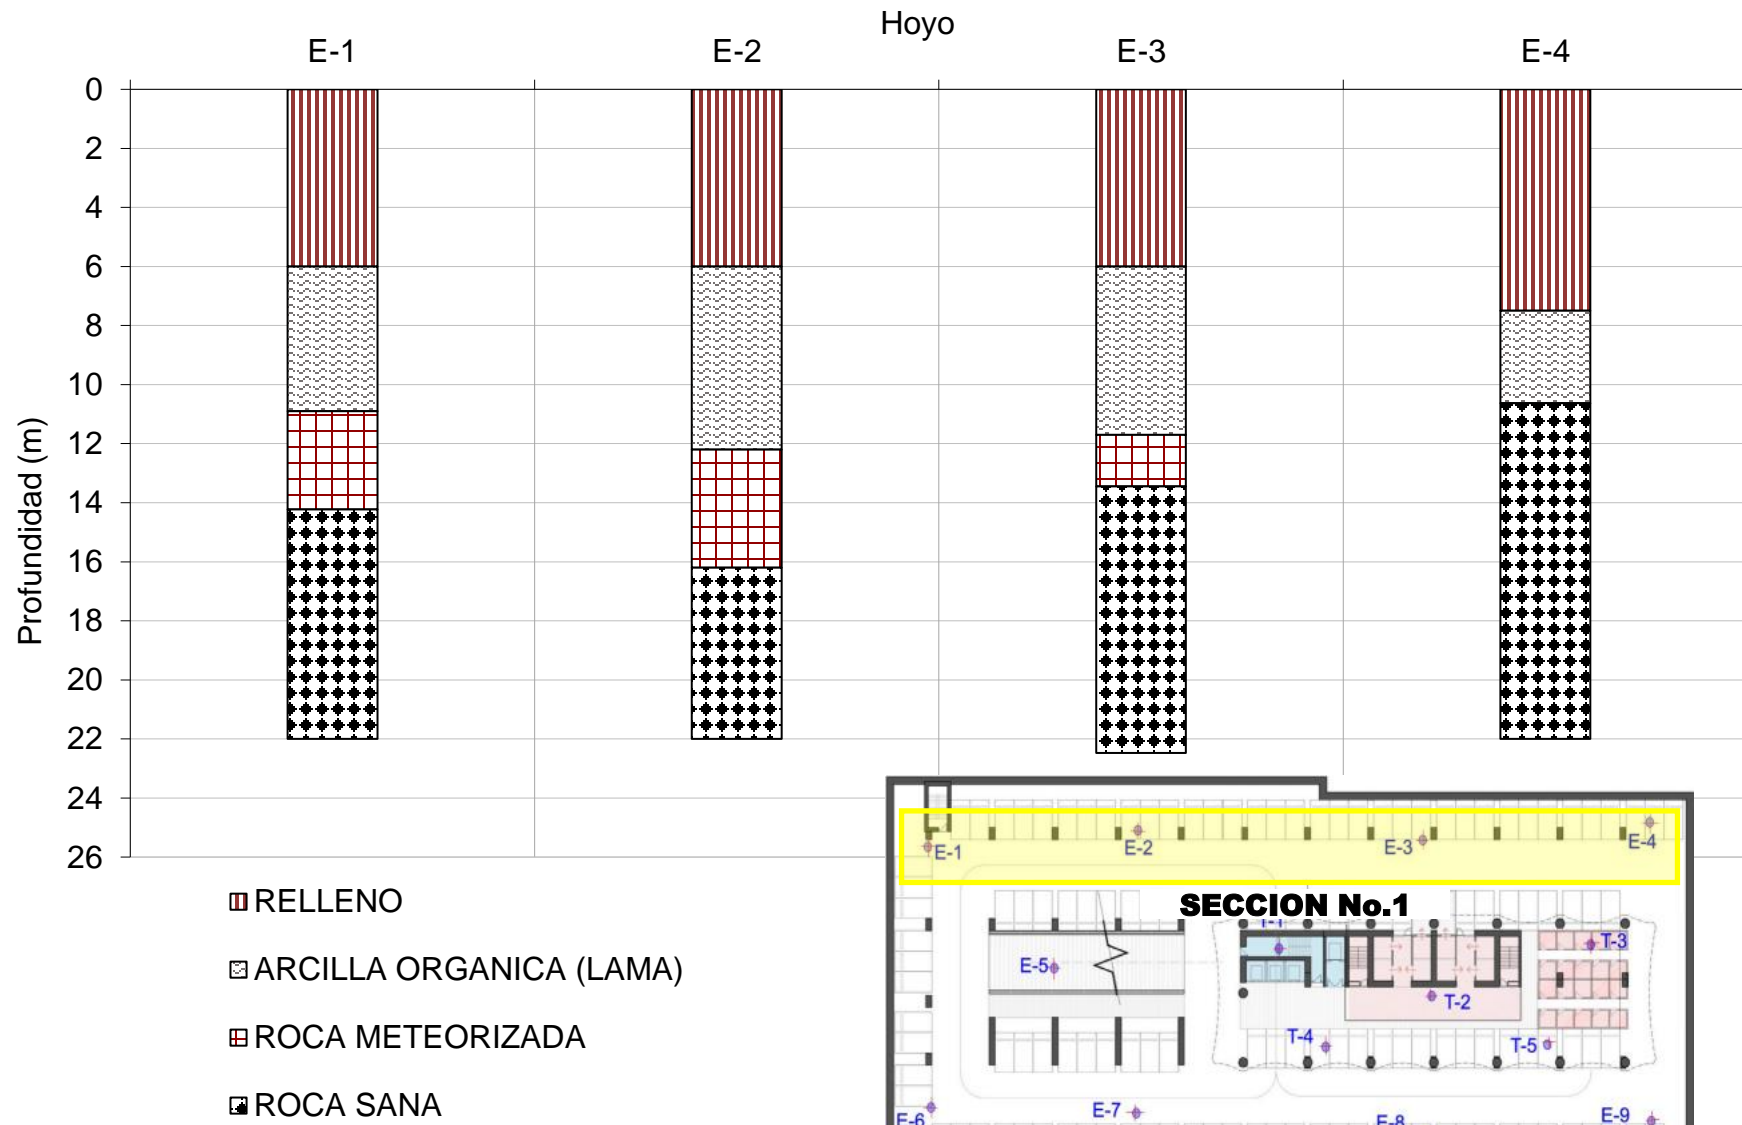 Hoyo
E-1 E-2 E-3 E-4
Profundidad (m)
0
2
4
6
8
10
12
14
16
18
20
22
24
26
RELLENO
ARCILLA ORGANICA (LAMA)
ROCA METEORIZADA
ROCA SANA
E-1 E-2 E-3 E-4
SECCION No.1
T-1
T-3
E-5
T-2
T-4 T-5
E-6 E-7 E-8 E-9